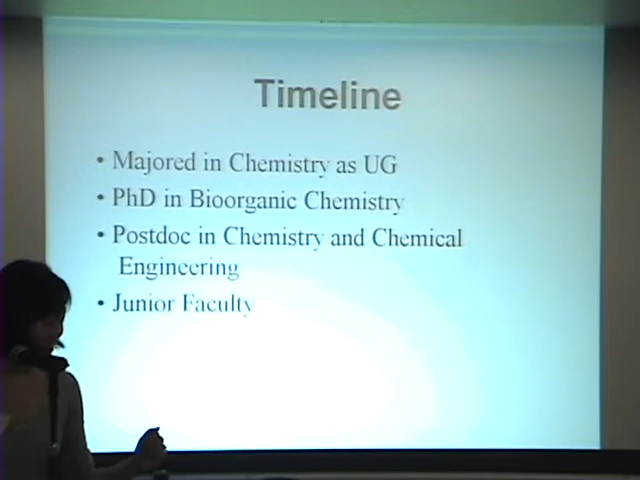 Timeline
• Majored in Chemistry as UG
• PhD in Bioorganic Chemistry
• Postdoc in Chemistry and Chemical
Engineering
• Junior Faculty